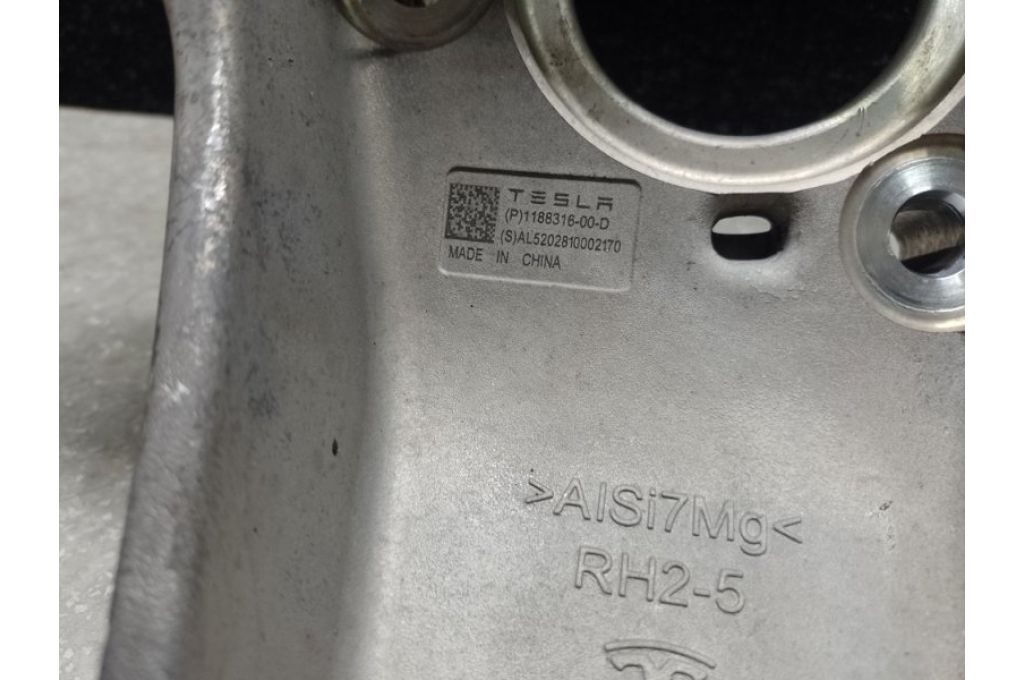 TESLA
(P)1188316-00-D
(S)AL5202810002170
MADE IN CHINA
>AlSi7Mg<
RH2-5